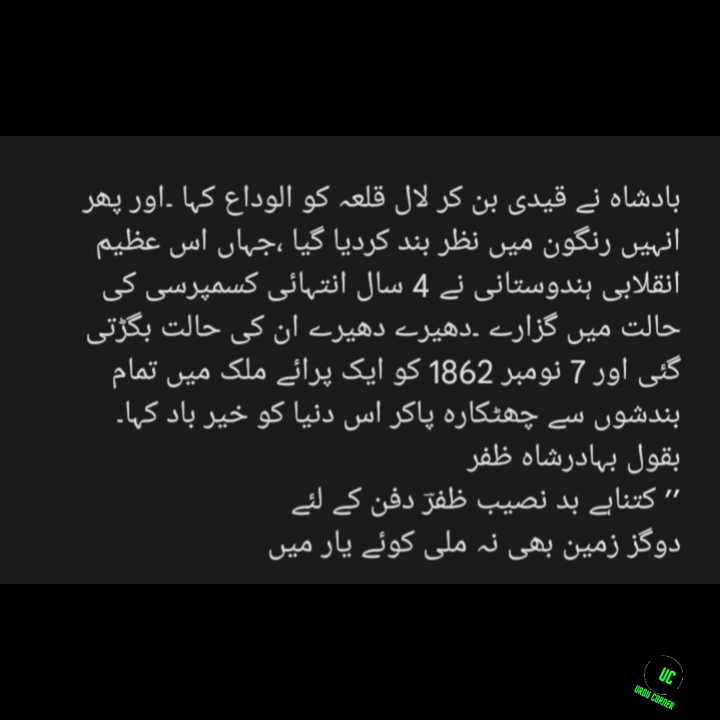 بادشاہ نے قیدی بن کر لال قلعہ کو الوداع کہا ۔اور پھر
انہیں رنگون میں نظر بند کردیا گیا ،جہاں اس عظیم
انقلابی ہندوستانی نے 4 سال انتہائی کسمپرسی کی
حالت میں گزارے ۔دھیرے دھیرے ان کی حالت بگڑتی
گئی اور 7 نومبر 1862 کو ایک پرائے ملک میں تمام
بندشوں سے چھٹکارہ پاکر اس دنیا کو خیر باد کہا۔
بقول بہادرشاہ ظفر
’’ کتناہے بد نصیب ظفرؔ دفن کے لئے
دوگز زمین بھی نہ ملی کوئے یار میں
UC
URDU CORNER